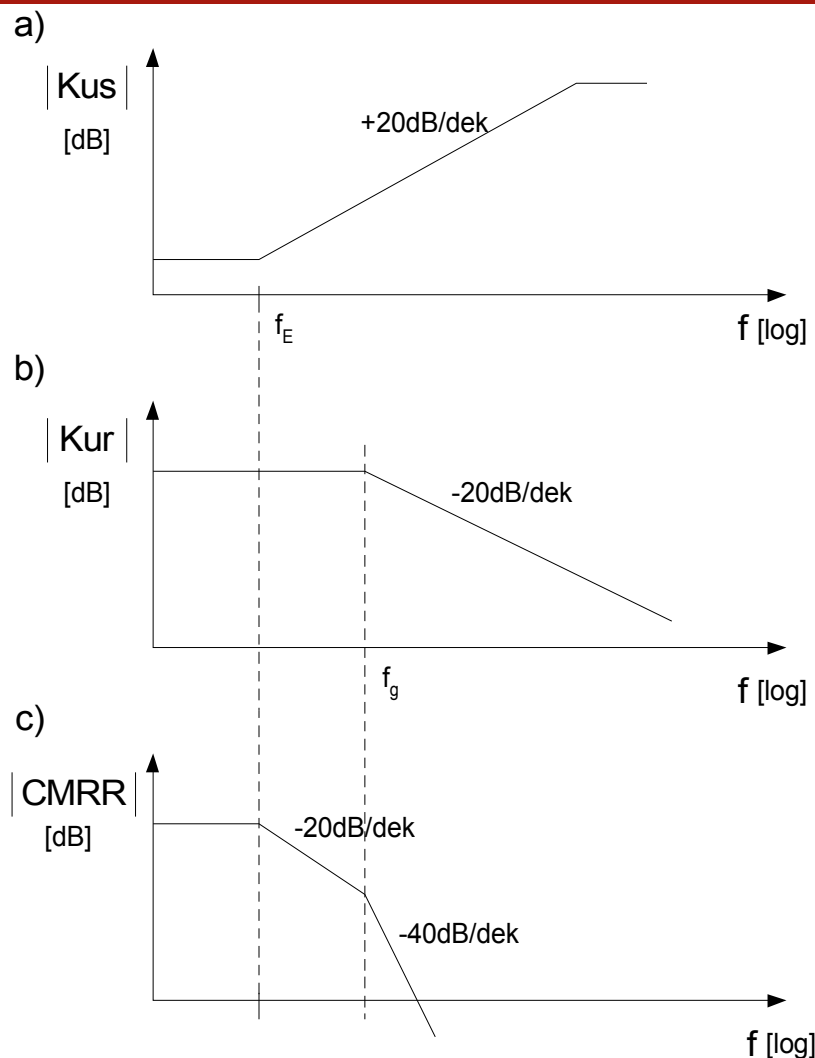 a)
|Kus|
[dB]
+20dB/dek
f_E
f [log]
b)
|Kur|
[dB]
-20dB/dek
f_g
f [log]
c)
|CMRR|
[dB]
-20dB/dek
-40dB/dek
f [log]